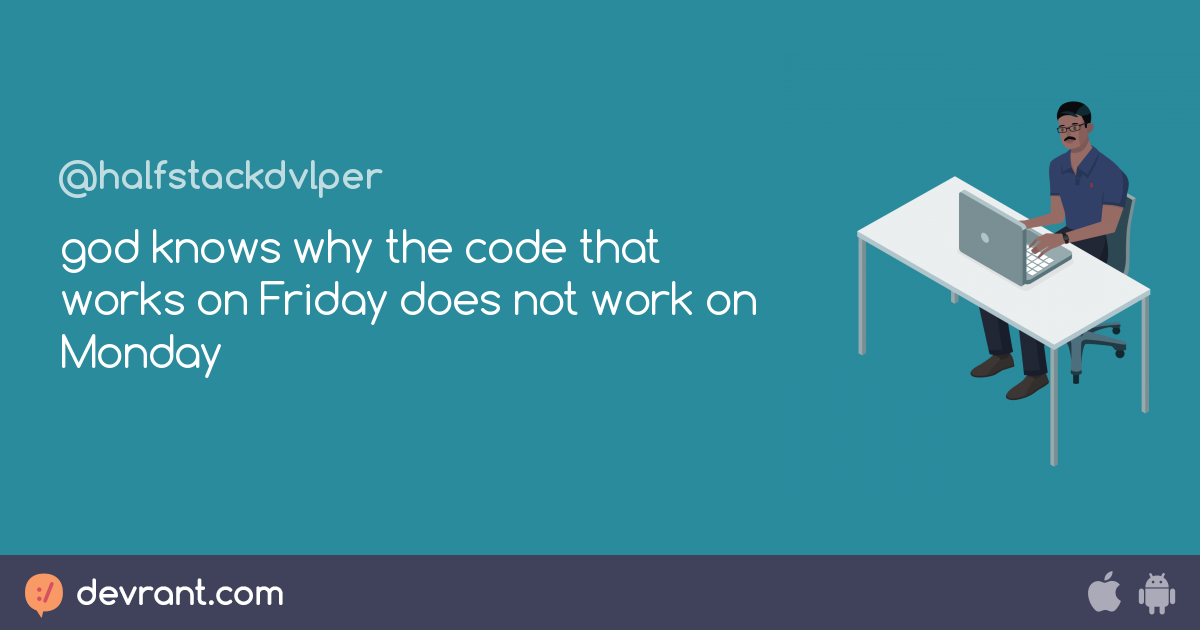 @halfstackdvlper
god knows why the code that
works on Friday does not work on
Monday
:/ devrant.com